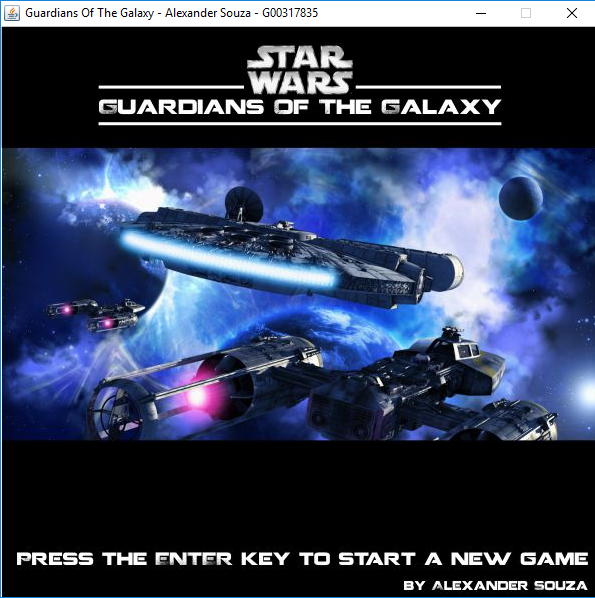 Guardians Of The Galaxy - Alexander Souza - G00317835
STAR
WARS
GUARDIANS OF THE GALAXY
PRESS THE ENTER KEY TO START A NEW GAME
BY ALEXANDER SOUZA